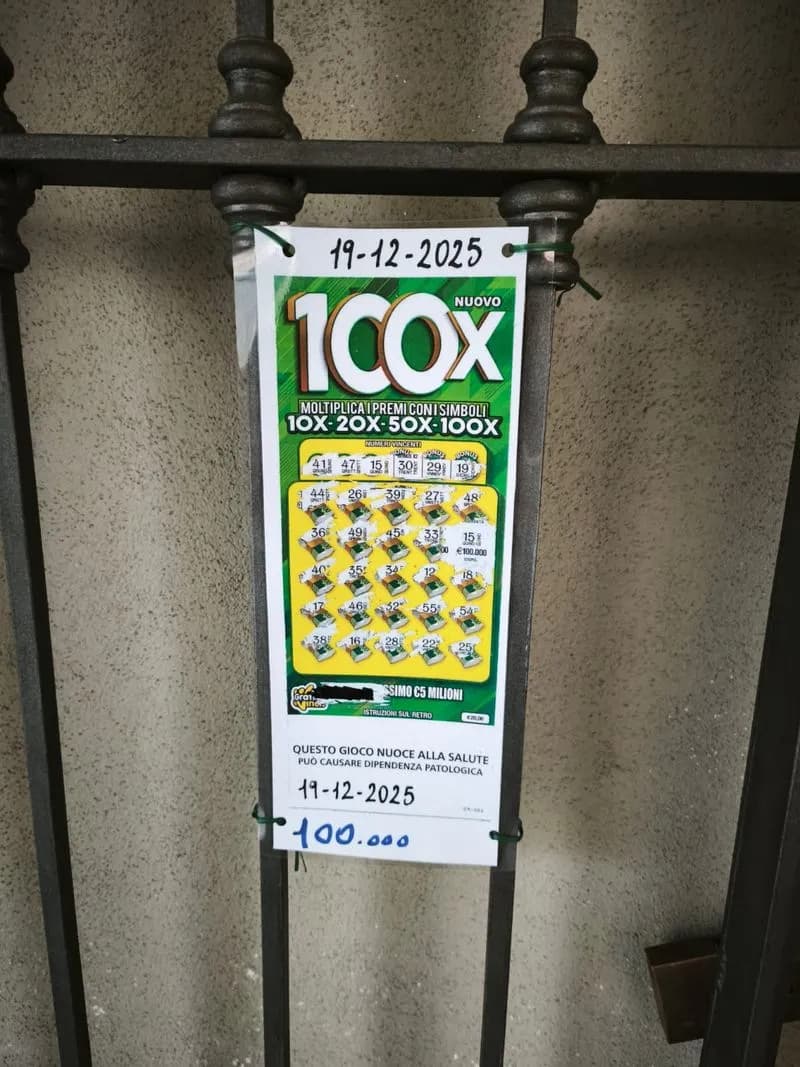 19-12-2025
NUOVO
100X
MOLTIPLICA I PREMI CON I SIMBOLI
10X-20X-50X-100X
NUMERI VINCENTI
41 47 15 30 29 19
44 26 39 27 48
36 49 45 33 15
€100.000
40 35 34 12 18
17 46 32 55 54
38 16 28 22 25
SSIMO €5 MILIONI
ISTRUZIONI SUL RETRO
€20,00
QUESTO GIOCO NUOCE ALLA SALUTE
PUÒ CAUSARE DIPENDENZA PATOLOGICA
19-12-2025
100.000